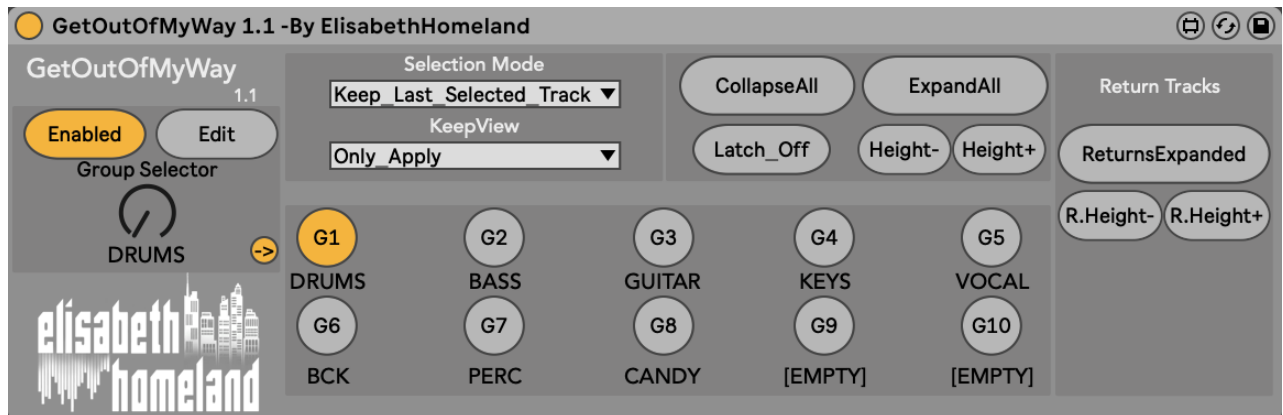 GetOutOfMyWay 1.1 -By ElisabethHomeland
GetOutOfMyWay
1.1
Enabled
Edit
Group Selector
DRUMS
->
elisabeth
homeland
Selection Mode
Keep_Last_Selected_Track
KeepView
Only_Apply
CollapseAll
ExpandAll
Latch_Off
Height-
Height+
G1
G2
G3
G4
G5
DRUMS
BASS
GUITAR
KEYS
VOCAL
G6
G7
G8
G9
G10
BCK
PERC
CANDY
[EMPTY]
[EMPTY]
Return Tracks
ReturnsExpanded
R.Height-
R.Height+